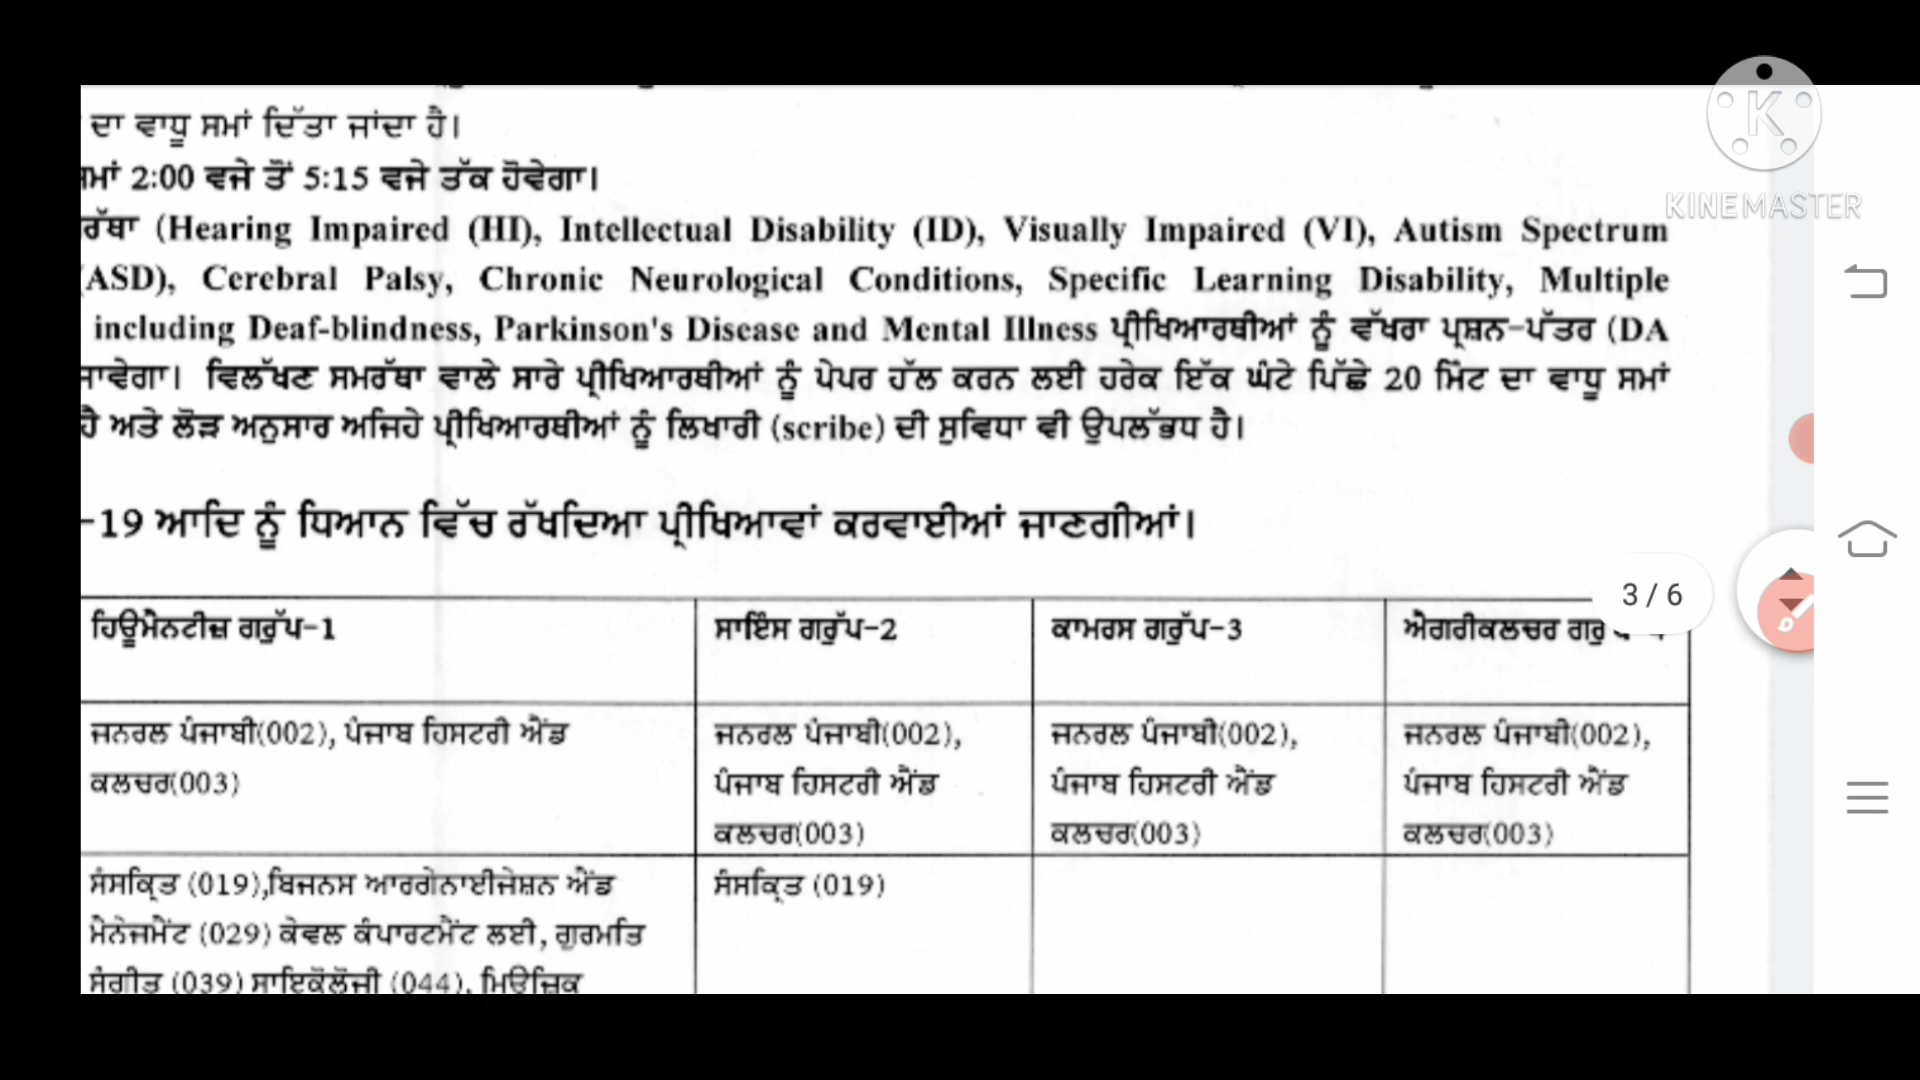 ਦਾ ਵਾਧੂ ਸਮਾਂ ਦਿੱਤਾ ਜਾਂਦਾ ਹੈ।
2:00 ਵਜੇ ਤੋਂ 5:15 ਵਜੇ ਤੱਕ ਹੋਵੇਗਾ।
(Hearing Impaired (HI), Intellectual Disability (ID), Visually Impaired (VI), Autism Spectrum
ASD), Cerebral Palsy, Chronic Neurological Conditions, Specific Learning Disability, Multiple
including Deaf-blindness, Parkinson's Disease and Mental Illness ਪ੍ਰੀਖਿਆਰਥੀਆਂ ਨੂੰ ਵੱਖਰਾ ਪ੍ਰਸ਼ਨ-ਪੱਤਰ (DA
ਵਿਲੱਖਣ ਸਮਰੱਥਾ ਵਾਲੇ ਸਾਰੇ ਪ੍ਰੀਖਿਆਰਥੀਆਂ ਨੂੰ ਪੇਪਰ ਹੱਲ ਕਰਨ ਲਈ ਹਰੇਕ ਇੱਕ ਘੰਟੇ ਪਿੱਛੇ 20 ਮਿੰਟ ਦਾ ਵਾਧੂ ਸਮਾਂ
ਹੈ ਅਤੇ ਲੋੜ ਅਨੁਸਾਰ ਅਜਿਹੇ ਪ੍ਰੀਖਿਆਰਥੀਆਂ ਨੂੰ ਲਿਖਾਰੀ (scribe) ਦੀ ਸੁਵਿਧਾ ਵੀ ਉਪਲੱਭਧ ਹੈ।
-19 ਆਦਿ ਨੂੰ ਧਿਆਨ ਵਿੱਚ ਰੱਖਦਿਆ ਪ੍ਰੀਖਿਆਵਾਂ ਕਰਵਾਈਆਂ ਜਾਣਗੀਆਂ।
ਹਿਊਮੈਨਟੀਜ਼ ਗਰੁੱਪ-1
ਸਾਇੰਸ ਗਰੁੱਪ-2
ਕਾਮਰਸ ਗਰੁੱਪ-3
ਐਗਰੀਕਲਚਰ
ਜਨਰਲ ਪੰਜਾਬੀ(002), ਪੰਜਾਬ ਹਿਸਟਰੀ ਐਂਡ
ਕਲਚਰ(003)
ਜਨਰਲ ਪੰਜਾਬੀ(002),
ਪੰਜਾਬ ਹਿਸਟਰੀ ਐਂਡ
ਕਲਚਰ(003)
ਜਨਰਲ ਪੰਜਾਬੀ(002),
ਪੰਜਾਬ ਹਿਸਟਰੀ ਐਂਡ
ਕਲਚਰ(003)
ਜਨਰਲ ਪੰਜਾਬੀ(002),
ਪੰਜਾਬ ਹਿਸਟਰੀ ਐਂਡ
ਕਲਚਰ(003)
ਸੰਸਕ੍ਰਿਤ (019),ਬਿਜਨਸ ਆਰਗੇਨਾਈਜੇਸ਼ਨ ਐਂਡ
ਮੈਨੇਜਮੈਂਟ (029) ਕੇਵਲ ਕੰਪਾਰਟਮੈਂਟ ਲਈ, ਗੁਰਮਤਿ
ਸੰਗੀਤ (039) ਸਾਇਕੋਲੋਜੀ (044), ਮਿਊਜ਼ਿਕ
ਸੰਸਕ੍ਰਿਤ (019)
3 / 6
K
KINEMASTER